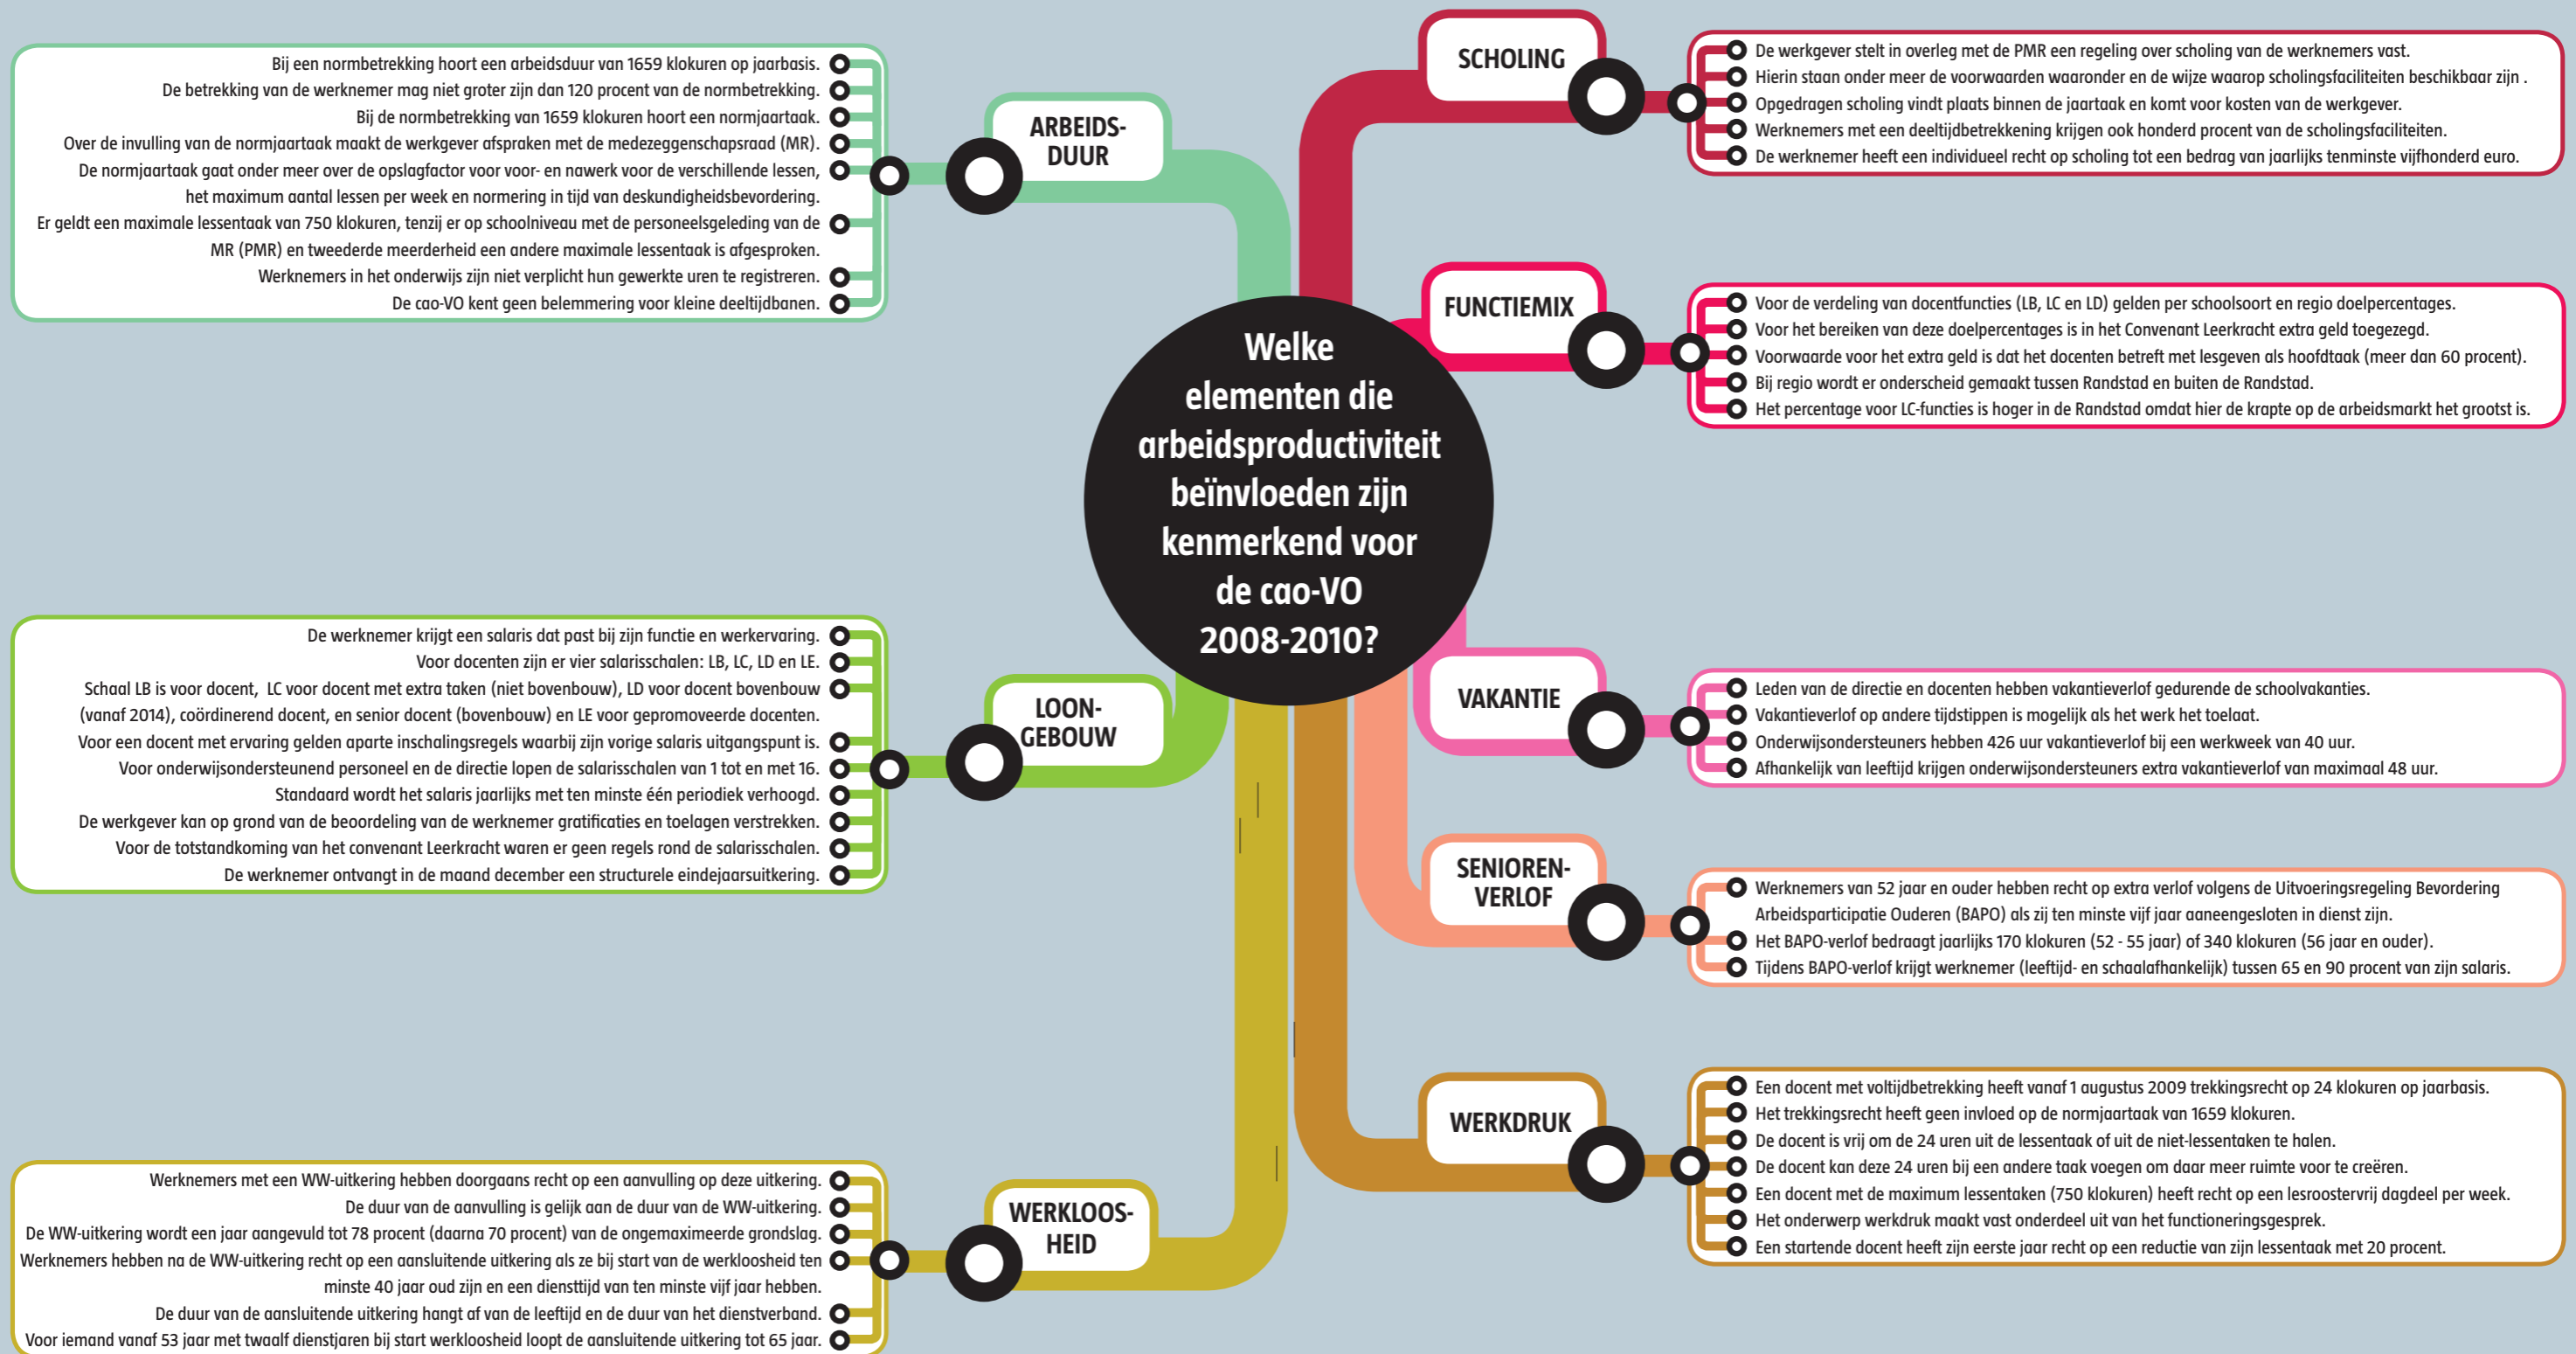 Welke
elementen die
arbeidsproductiviteit
beïnvloeden zijn
kenmerkend voor
de cao-VO
2008-2010?
ARBEIDS-
DUUR
Bij een normbetrekking hoort een arbeidsduur van 1659 klokuren op jaarbasis.
De betrekking van de werknemer mag niet groter zijn dan 120 procent van de normbetrekking.
Bij de normbetrekking van 1659 klokuren hoort een normjaartaak.
Over de invulling van de normjaartaak maakt de werkgever afspraken met de medezeggenschapsraad (MR).
De normjaartaak gaat onder meer over de opslagfactor voor voor- en nawerk voor de verschillende lessen,
het maximum aantal lessen per week en normering in tijd van deskundigheidsbevordering.
Er geldt een maximale lessentaak van 750 klokuren, tenzij er op schoolniveau met de personeelsgeleding van de
MR (PMR) en tweederde meerderheid een andere maximale lessentaak is afgesproken.
Werknemers in het onderwijs zijn niet verplicht hun gewerkte uren te registreren.
De cao-VO kent geen belemmering voor kleine deeltijdbanen.
LOON-
GEBOUW
De werknemer krijgt een salaris dat past bij zijn functie en werkervaring.
Voor docenten zijn er vier salarisschalen: LB, LC, LD en LE.
Schaal LB is voor docent, LC voor docent met extra taken (niet bovenbouw), LD voor docent bovenbouw
(vanaf 2014), coördinerend docent, en senior docent (bovenbouw) en LE voor gepromoveerde docenten.
Voor een docent met ervaring gelden aparte inschalingsregels waarbij zijn vorige salaris uitgangspunt is.
Voor onderwijsondersteunend personeel en de directie lopen de salarisschalen van 1 tot en met 16.
Standaard wordt het salaris jaarlijks met ten minste één periodiek verhoogd.
De werkgever kan op grond van de beoordeling van de werknemer gratificaties en toelagen verstrekken.
Voor de totstandkoming van het convenant Leerkracht waren er geen regels rond de salarisschalen.
De werknemer ontvangt in de maand december een structurele eindejaarsuitkering.
WERKLOOS-
HEID
Werknemers met een WW-uitkering hebben doorgaans recht op een aanvulling op deze uitkering.
De duur van de aanvulling is gelijk aan de duur van de WW-uitkering.
De WW-uitkering wordt een jaar aangevuld tot 78 procent (daarna 70 procent) van de ongemaximeerde grondslag.
Werknemers hebben na de WW-uitkering recht op een aansluitende uitkering als ze bij start van de werkloosheid ten
minste 40 jaar oud zijn en een diensttijd van ten minste vijf jaar hebben.
De duur van de aansluitende uitkering hangt af van de leeftijd en de duur van het dienstverband.
Voor iemand vanaf 53 jaar met twaalf dienstjaren bij start werkloosheid loopt de aansluitende uitkering tot 65 jaar.
SCHOLING
De werkgever stelt in overleg met de PMR een regeling over scholing van de werknemers vast.
Hierin staan onder meer de voorwaarden waaronder en de wijze waarop scholingsfaciliteiten beschikbaar zijn .
Opgedragen scholing vindt plaats binnen de jaartaak en komt voor kosten van de werkgever.
Werknemers met een deeltijdbetrekkening krijgen ook honderd procent van de scholingsfaciliteiten.
De werknemer heeft een individueel recht op scholing tot een bedrag van jaarlijks tenminste vijfhonderd euro.
FUNCTIEMIX
Voor de verdeling van docentfuncties (LB, LC en LD) gelden per schoolsoort en regio doelpercentages.
Voor het bereiken van deze doelpercentages is in het Convenant Leerkracht extra geld toegezegd.
Voorwaarde voor het extra geld is dat het docenten betreft met lesgeven als hoofdtaak (meer dan 60 procent).
Bij regio wordt er onderscheid gemaakt tussen Randstad en buiten de Randstad.
Het percentage voor LC-functies is hoger in de Randstad omdat hier de krapte op de arbeidsmarkt het grootst is.
VAKANTIE
Leden van de directie en docenten hebben vakantieverlof gedurende de schoolvakanties.
Vakantieverlof op andere tijdstippen is mogelijk als het werk het toelaat.
Onderwijsondersteuners hebben 426 uur vakantieverlof bij een werkweek van 40 uur.
Afhankelijk van leeftijd krijgen onderwijsondersteuners extra vakantieverlof van maximaal 48 uur.
SENIOREN-
VERLOF
Werknemers van 52 jaar en ouder hebben recht op extra verlof volgens de Uitvoeringsregeling Bevordering
Arbeidsparticipatie Ouderen (BAPO) als zij ten minste vijf jaar aaneengesloten in dienst zijn.
Het BAPO-verlof bedraagt jaarlijks 170 klokuren (52 - 55 jaar) of 340 klokuren (56 jaar en ouder).
Tijdens BAPO-verlof krijgt werknemer (leeftijd- en schaalafhankelijk) tussen 65 en 90 procent van zijn salaris.
WERKDRUK
Een docent met voltijdbetrekking heeft vanaf 1 augustus 2009 trekkingsrecht op 24 klokuren op jaarbasis.
Het trekkingsrecht heeft geen invloed op de normjaartaak van 1659 klokuren.
De docent is vrij om de 24 uren uit de lessentaak of uit de niet-lessentaken te halen.
De docent kan deze 24 uren bij een andere taak voegen om daar meer ruimte voor te creëren.
Een docent met de maximum lessentaken (750 klokuren) heeft recht op een lesroostervrij dagdeel per week.
Het onderwerp werkdruk maakt vast onderdeel uit van het functioneringsgesprek.
Een startende docent heeft zijn eerste jaar recht op een reductie van zijn lessentaak met 20 procent.